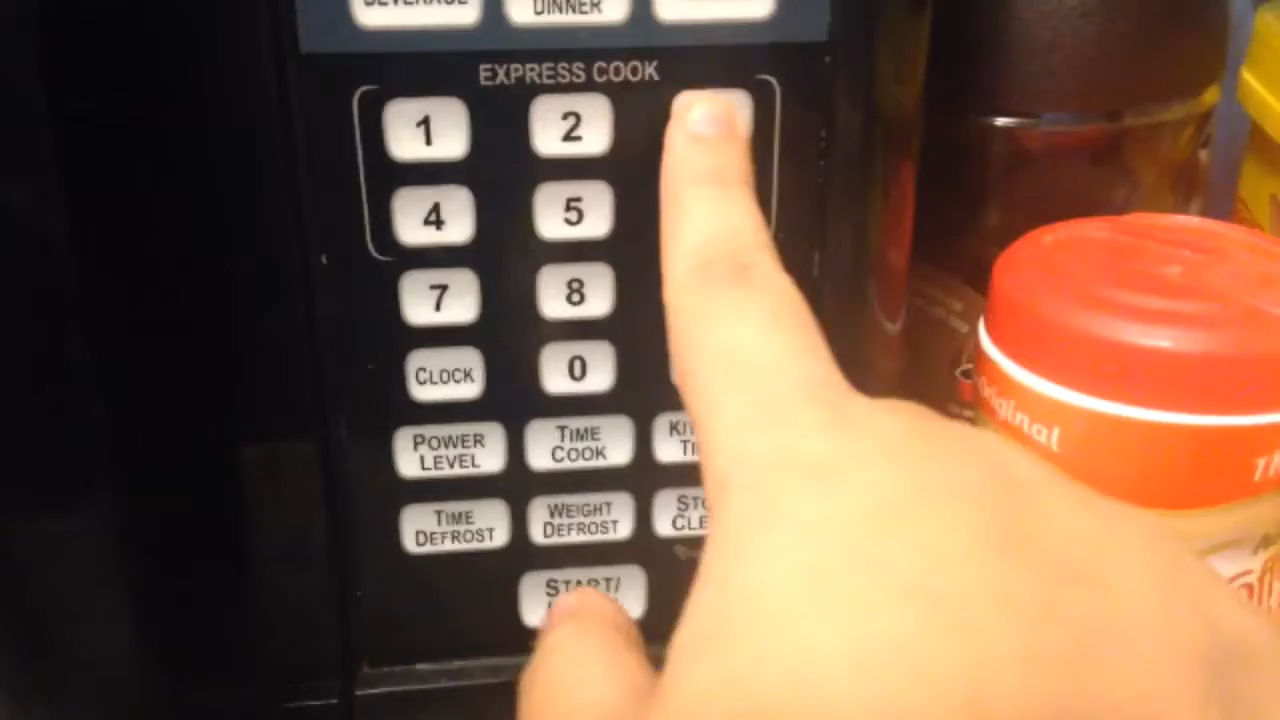 BEVERAGE
DINNER
EXPRESS COOK
1 2
4 5
7 8
CLOCK 0
POWER LEVEL
TIME COOK
TIME DEFROST
WEIGHT DEFROST
START/
Original